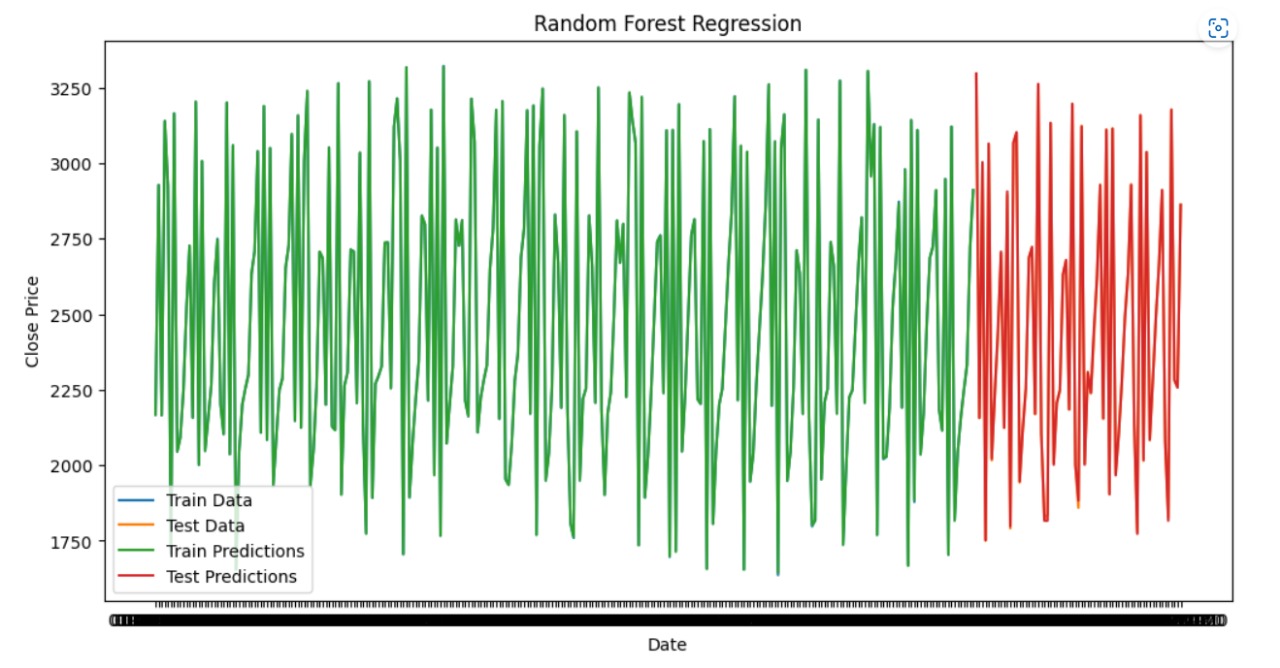 Random Forest Regression
Close Price
3250
3000
2750
2500
2250
2000
1750
Train Data
Test Data
Train Predictions
Test Predictions
Date